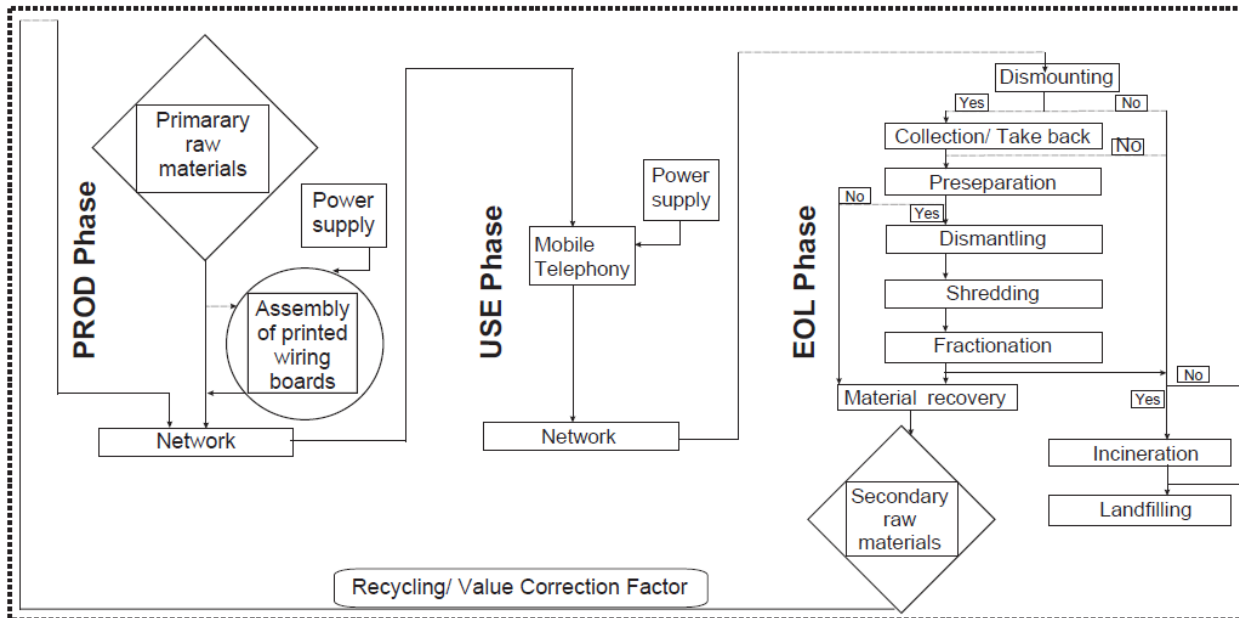 PROD Phase
Primarary
raw
materials
Power
supply
Assembly
of printed
wiring
boards
Network
USE Phase
Power
supply
Mobile
Telephony
Network
EOL Phase
Dismounting
Yes
No
Collection/ Take back
No
Preseparation
No
Yes
Dismantling
Shredding
Fractionation
No
Material recovery
Yes
Incineration
Landfilling
Secondary
raw
materials
Recycling/ Value Correction Factor